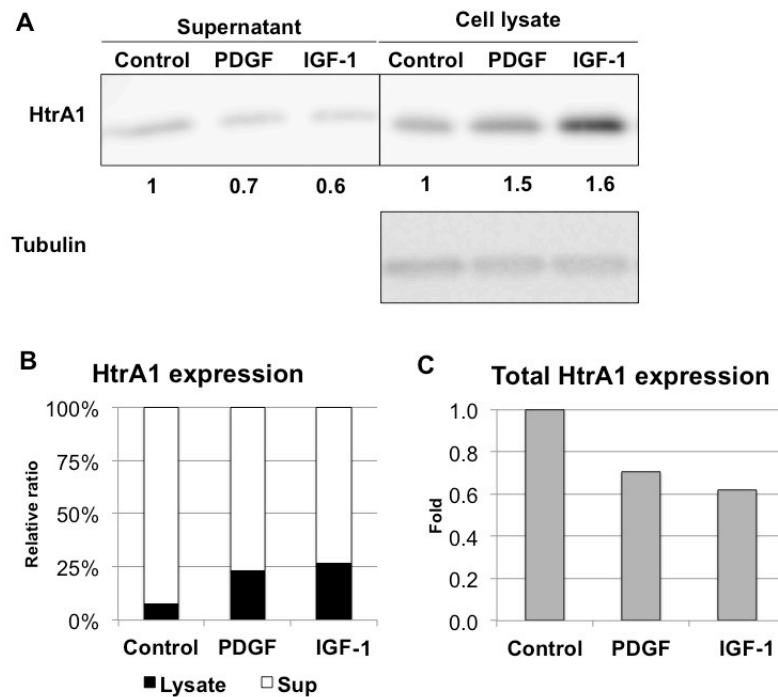 A
Supernatant Cell lysate
Control PDGF IGF-1 Control PDGF IGF-1
HtrA1
1 0.7 0.6 1 1.5 1.6
Tubulin
B
HtrA1 expression
100%
75%
50%
25%
0%
Relative ratio
Control PDGF IGF-1
Lysate Sup
C
Total HtrA1 expression
1.0
0.8
0.6
0.4
0.2
0.0
Fold
Control PDGF IGF-1